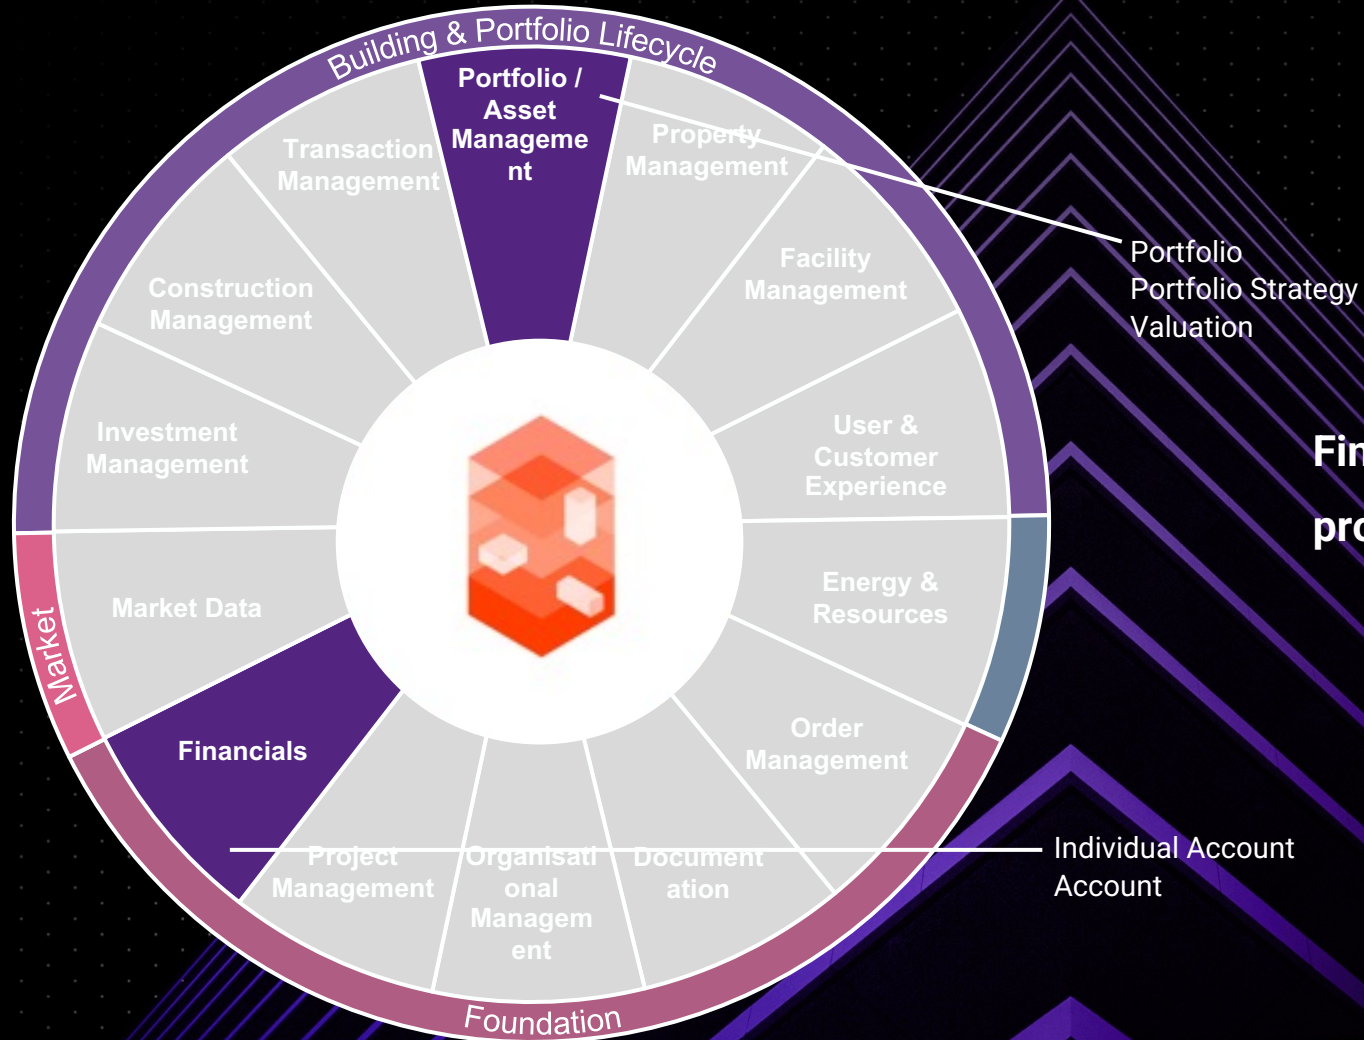 Building & Portfolio Lifecycle
Portfolio /
Asset
Manageme
nt
Property
Management
Transaction
Management
Facility
Management
Construction
Management
User &
Customer
Experience
Investment
Management
Energy &
Resources
Market Data
Market
Order
Management
Financials
Project
Management
Organisati
onal
Managem
ent
Document
ation
Foundation
Portfolio
Portfolio Strategy
Valuation
Individual Account
Account